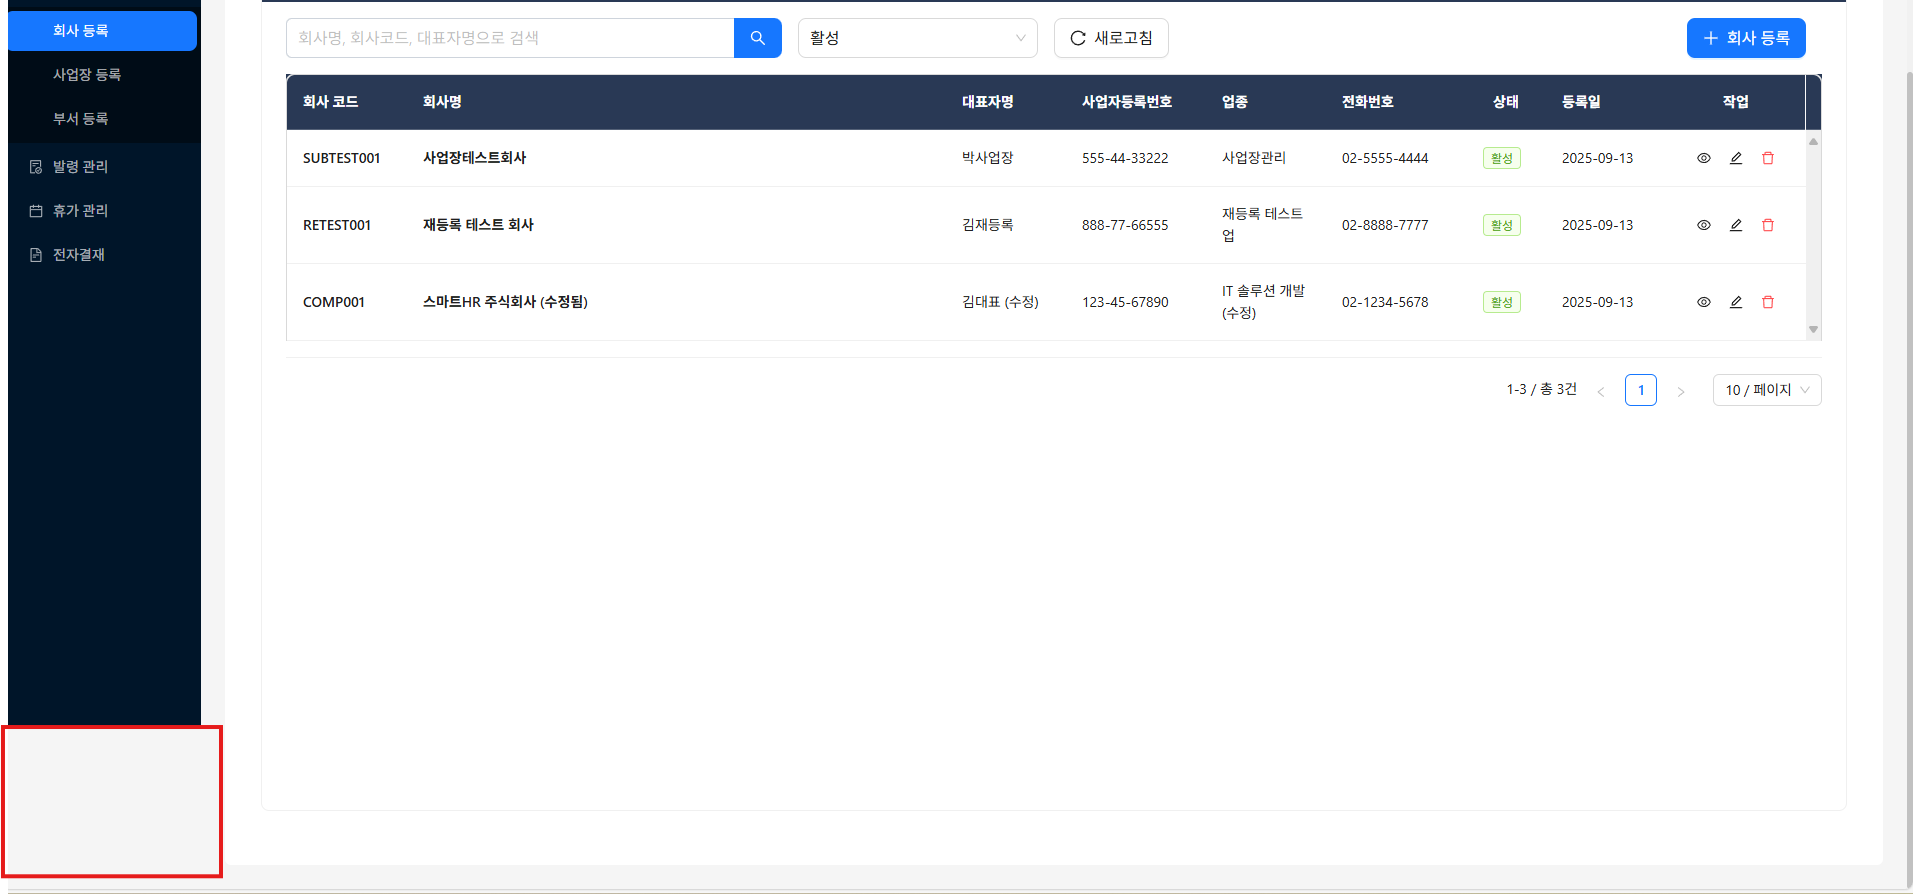 회사 등록
사업장 등록
부서 등록
발령 관리
휴가 관리
전자결재
회사명, 회사코드, 대표자명으로 검색
활성
새로고침
회사 등록
회사 코드 회사명 대표자명 사업자등록번호 업종 전화번호 상태 등록일 작업
SUBTEST001 사업장테스트회사 박사업장 555-44-33222 사업장관리 02-5555-4444 활성 2025-09-13
RETEST001 재등록 테스트 회사 김재등록 888-77-66555 재등록 테스트
업 02-8888-7777 활성 2025-09-13
COMP001 스마트HR 주식회사 (수정됨) 김대표 (수정) 123-45-67890 IT 솔루션 개발
(수정) 02-1234-5678 활성 2025-09-13
1-3 / 총 3건 1 10 / 페이지